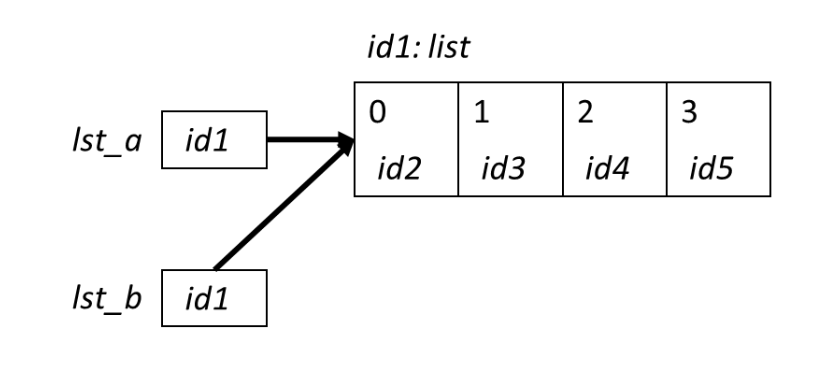 id1: list
0 1 2 3
lst_a id1
id2 id3 id4 id5
lst_b id1